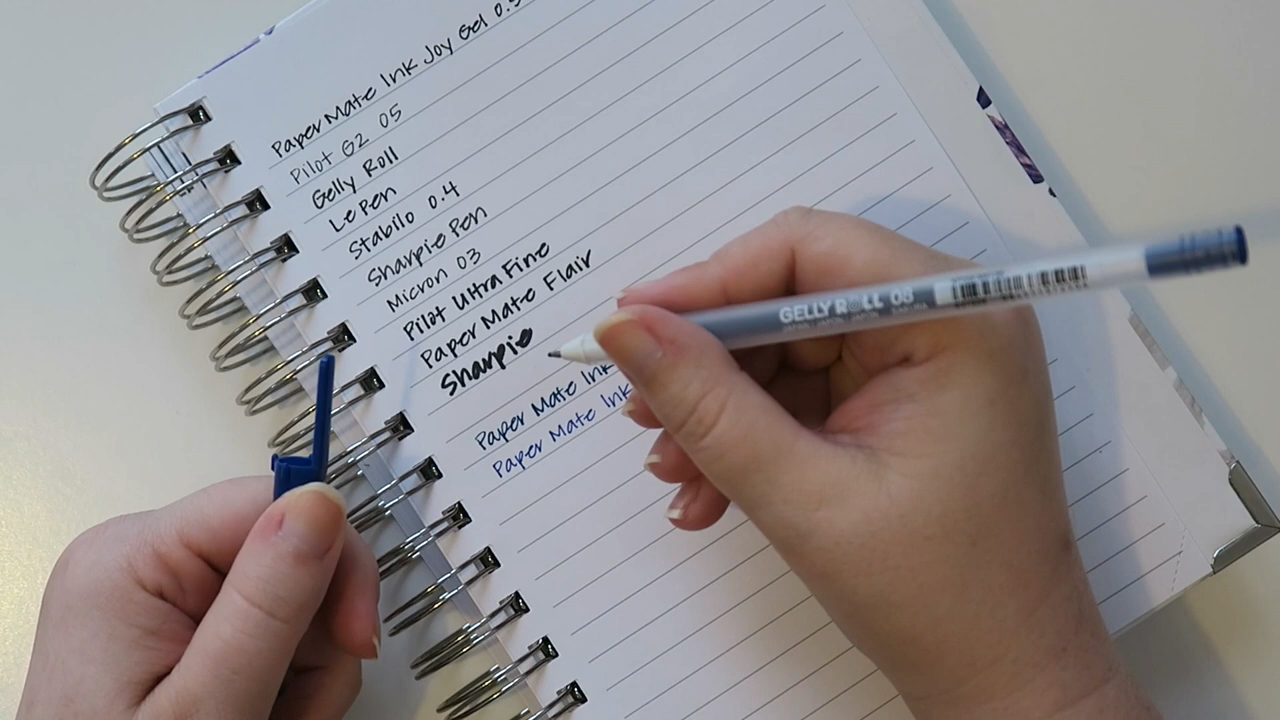 Paper Mate Ink Joy Gel
Pilot G2 05
Gelly Roll
Le Pen
Stabilo 0.4
Sharpie Pen
Micron 03
Pilot Ultra Fine
Paper Mate Flair
Sharpie
Paper Mate Ink
Paper Mate Ink
GELLY ROLL 08